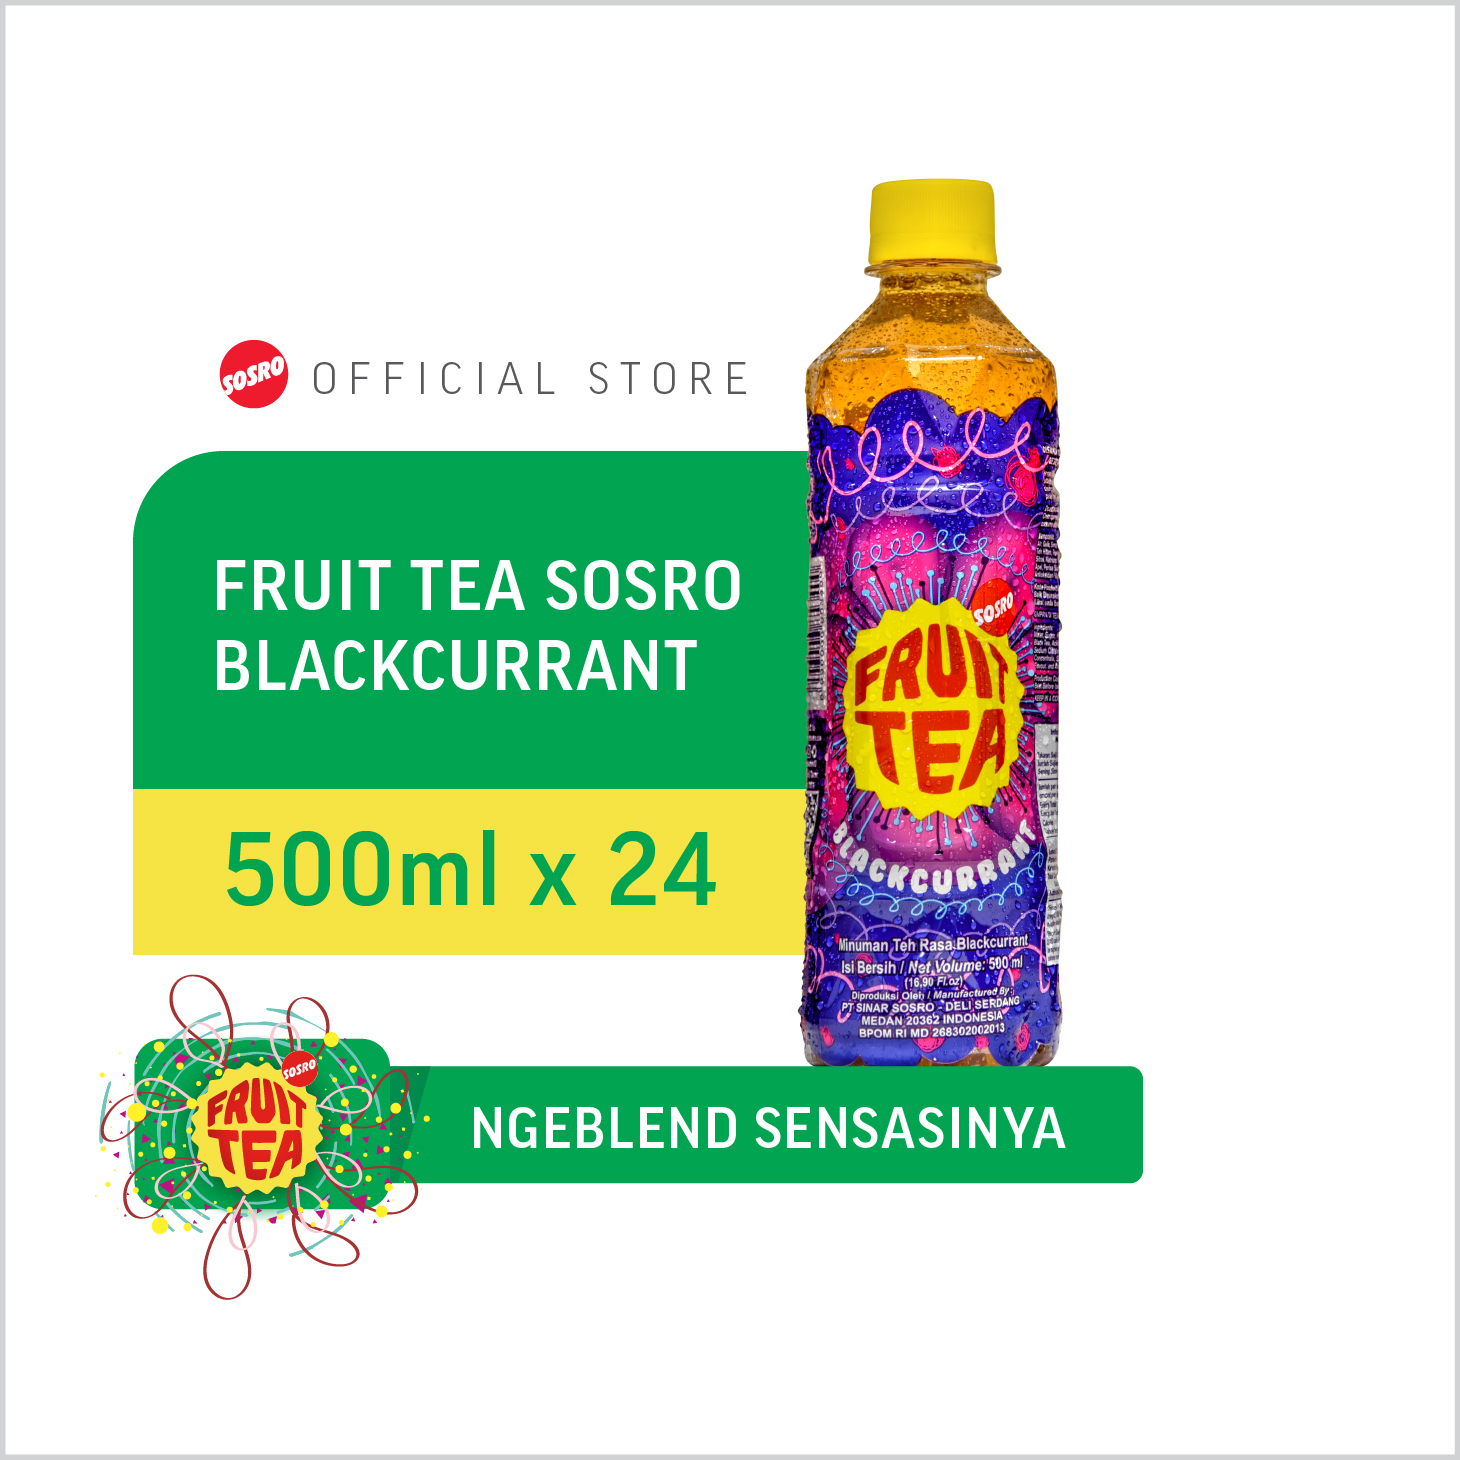 SOSRO OFFICIAL STORE
FRUIT TEA SOSRO
BLACKCURRANT
500ml x 24
SOSRO
FRUIT
TEA
BLACKCURRANT
Minuman Teh Rasa Blackcurrant
Isi Bersih / Net Volume: 500 ml
(16,90 Fl.oz)
Diproduksi Oleh / Manufactured By :
PT SINAR SOSRO - DELI SERDANG
MEDAN 20362 INDONESIA
BPOM RI MD 268302002013
SOSRO
FRUIT
TEA
NGEBLEND SENSASINYA